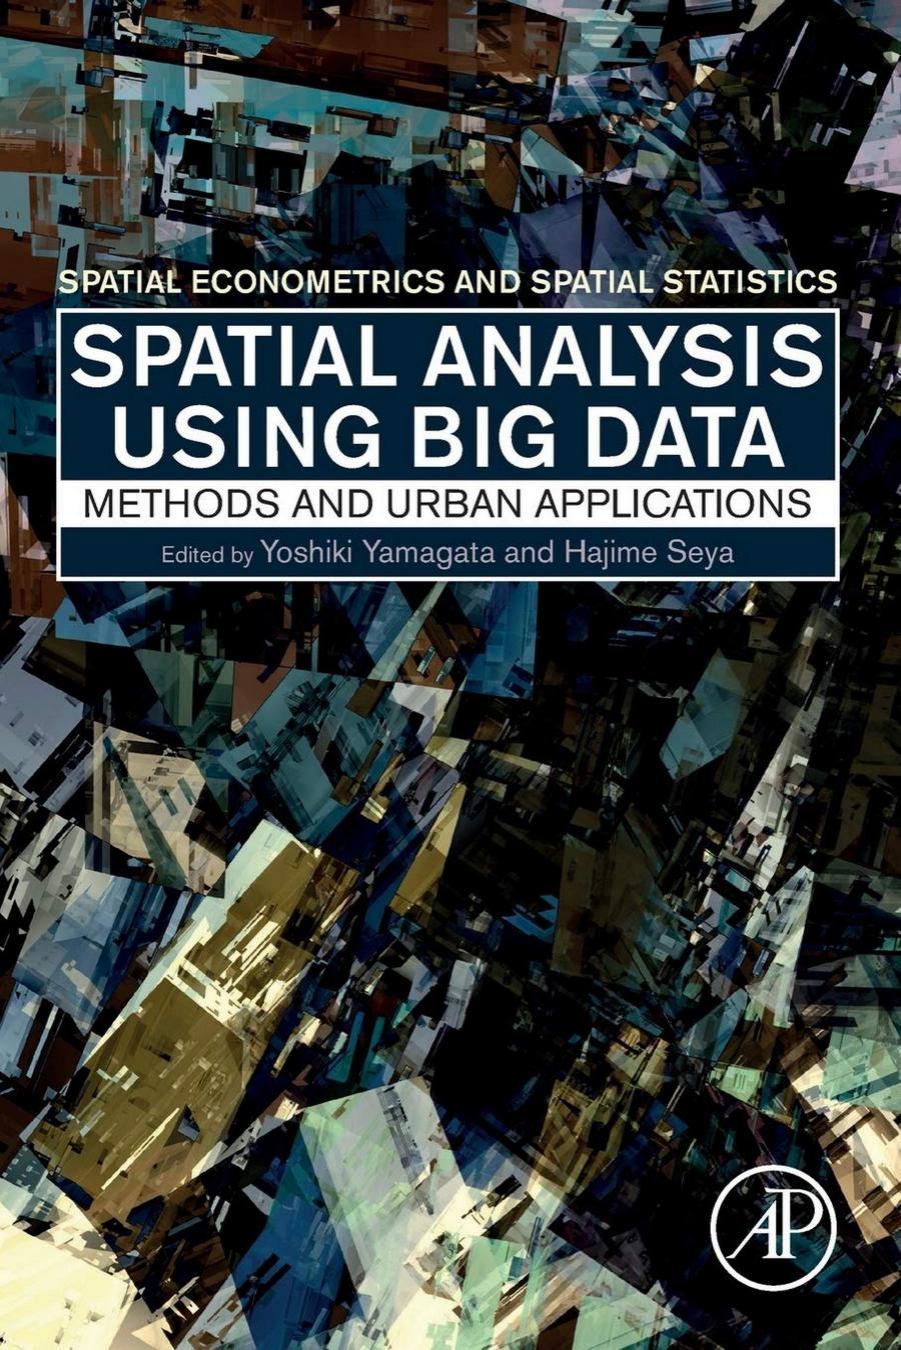 SPATIAL ECONOMETRICS AND SPATIAL STATISTICS
SPATIAL ANALYSIS
USING BIG DATA
METHODS AND URBAN APPLICATIONS
Edited by Yoshiki Yamagata and Hajime Seya
AP